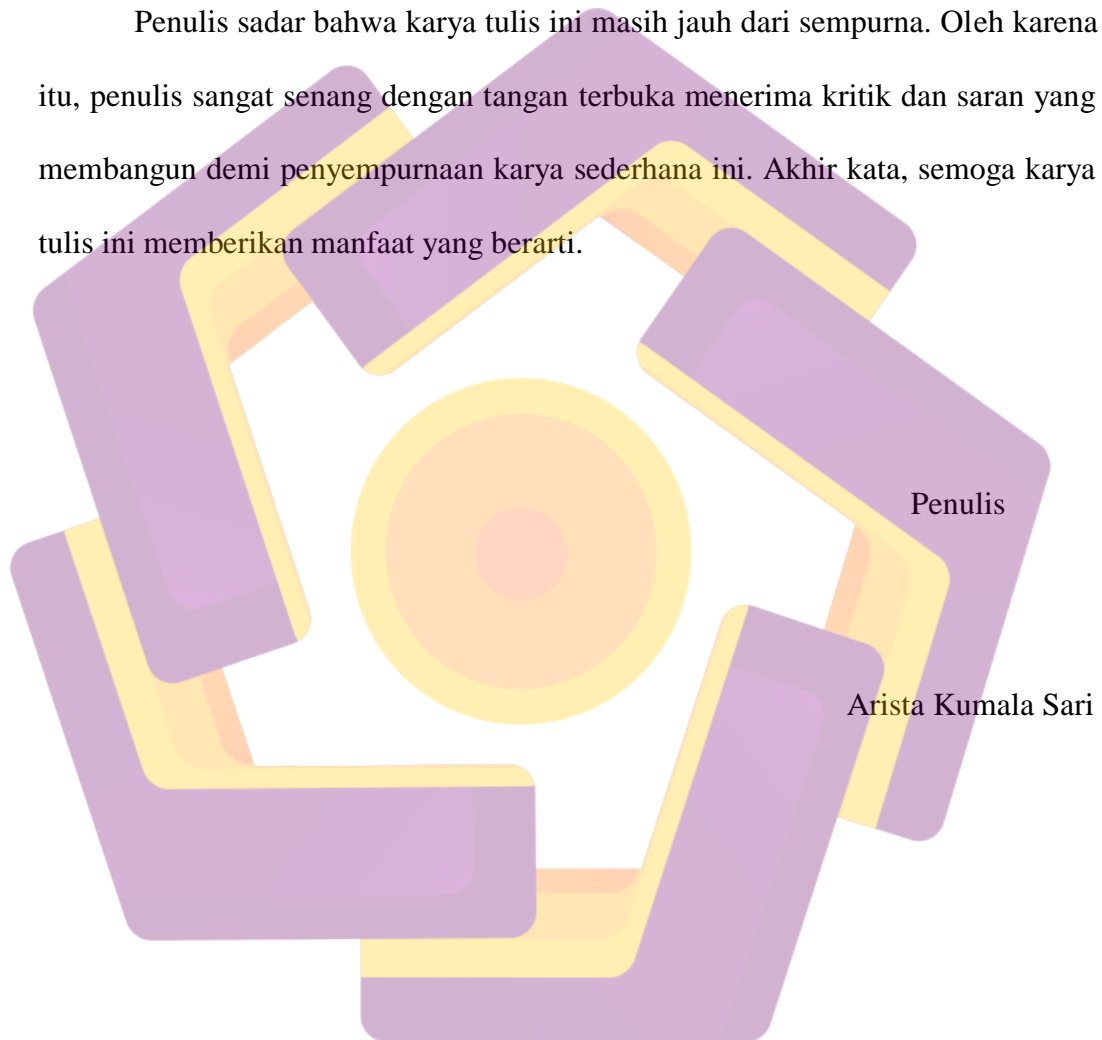 Penulis sadar bahwa karya tulis ini masih jauh dari sempurna. Oleh karena
itu, penulis sangat senang dengan tangan terbuka menerima kritik dan saran yang
membangun demi penyempurnaan karya sederhana ini. Akhir kata, semoga karya
tulis ini memberikan manfaat yang berarti.
Penulis
Arista Kumala Sari